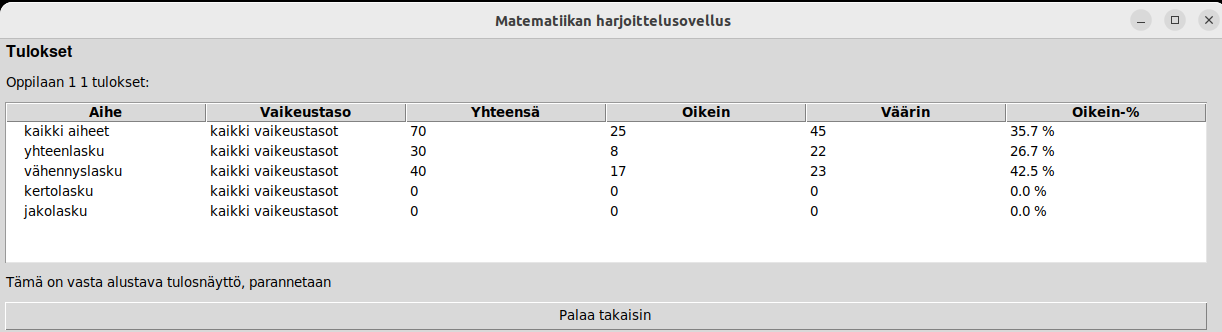 Matematiikan harjoittelusovellus
Tulokset
Oppilaan 1 1 tulokset:
Aihe Vaikeustaso Yhteensä Oikein Väärin Oikein-%
kaikki aiheet kaikki vaikeustasot 70 25 45 35.7 %
yhteenlasku kaikki vaikeustasot 30 8 22 26.7 %
vähennyslasku kaikki vaikeustasot 40 17 23 42.5 %
kertolasku kaikki vaikeustasot 0 0 0 0.0 %
jakolasku kaikki vaikeustasot 0 0 0 0.0 %
Tämä on vasta alustava tulosnäyttö, parannetaan
Palaa takaisin